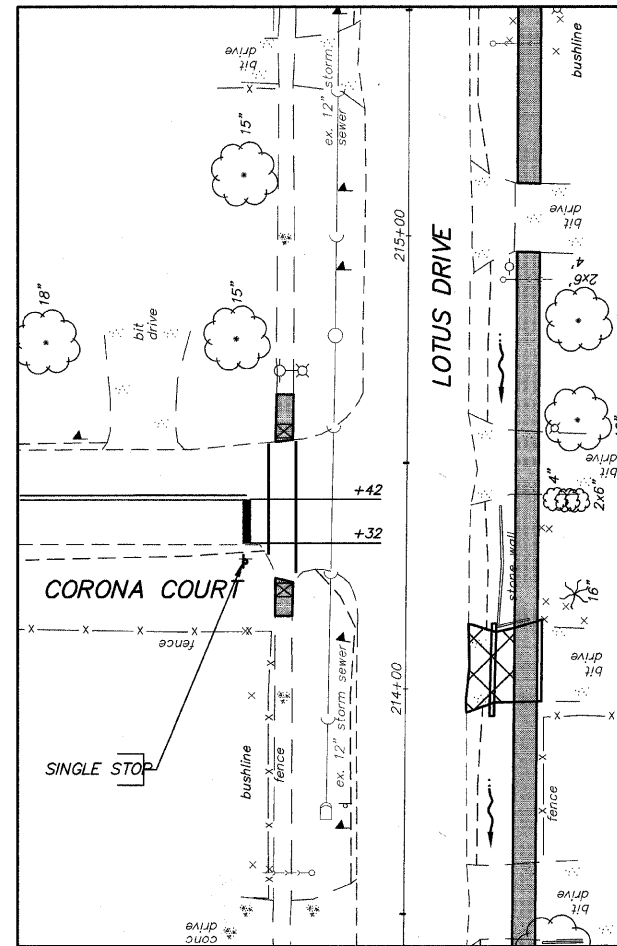 bit
drive
bit
drive
bushline
ex. 12" storm
sewer
15"
bit
drive
215+00
LOTUS DRIVE
18"
15"
bit
drive
4'
2x6'
bit
drive
+42
4"
2x6"
+32
stone wall
CORONA COURT
16"
fence
bit
drive
214+00
SINGLE STOP
bushline
fence
ex. 12" storm sewer
fence
conc
drive
bit
drive